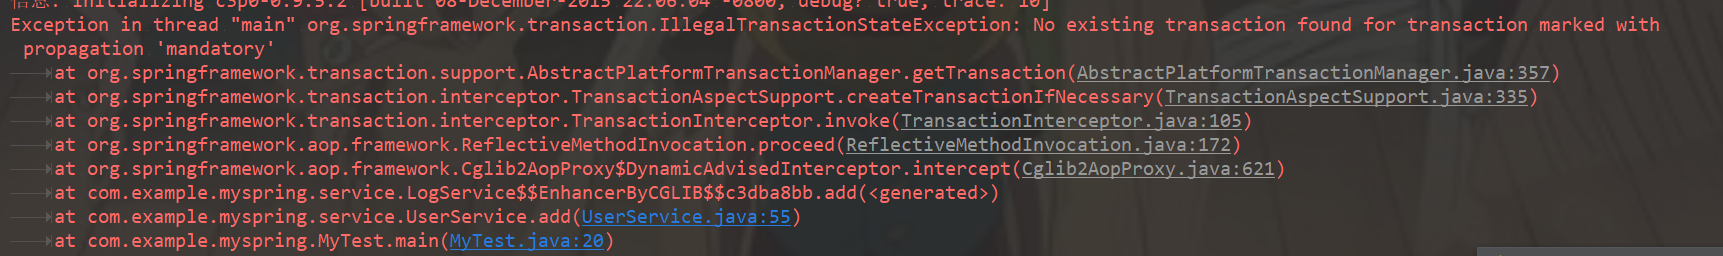 信息: Initializing c3p0-0.9.5.2 [built 08-December-2015 22:06:04 -0800; debug? true; trace: 10]
Exception in thread "main" org.springframework.transaction.IllegalTransactionStateException: No existing transaction found for transaction marked with
propagation 'mandatory'
at org.springframework.transaction.support.AbstractPlatformTransactionManager.getTransaction(AbstractPlatformTransactionManager.java:357)
at org.springframework.transaction.interceptor.TransactionAspectSupport.createTransactionIfNecessary(TransactionAspectSupport.java:335)
at org.springframework.transaction.interceptor.TransactionInterceptor.invoke(TransactionInterceptor.java:105)
at org.springframework.aop.framework.ReflectiveMethodInvocation.proceed(ReflectiveMethodInvocation.java:172)
at org.springframework.aop.framework.Cglib2AopProxy$DynamicAdvisedInterceptor.intercept(Cglib2AopProxy.java:621)
at com.example.myspring.service.LogService$$EnhancerByCGLIB$$c3dba8bb.add(<generated>)
at com.example.myspring.service.UserService.add(UserService.java:55)
at com.example.myspring.MyTest.main(MyTest.java:20)